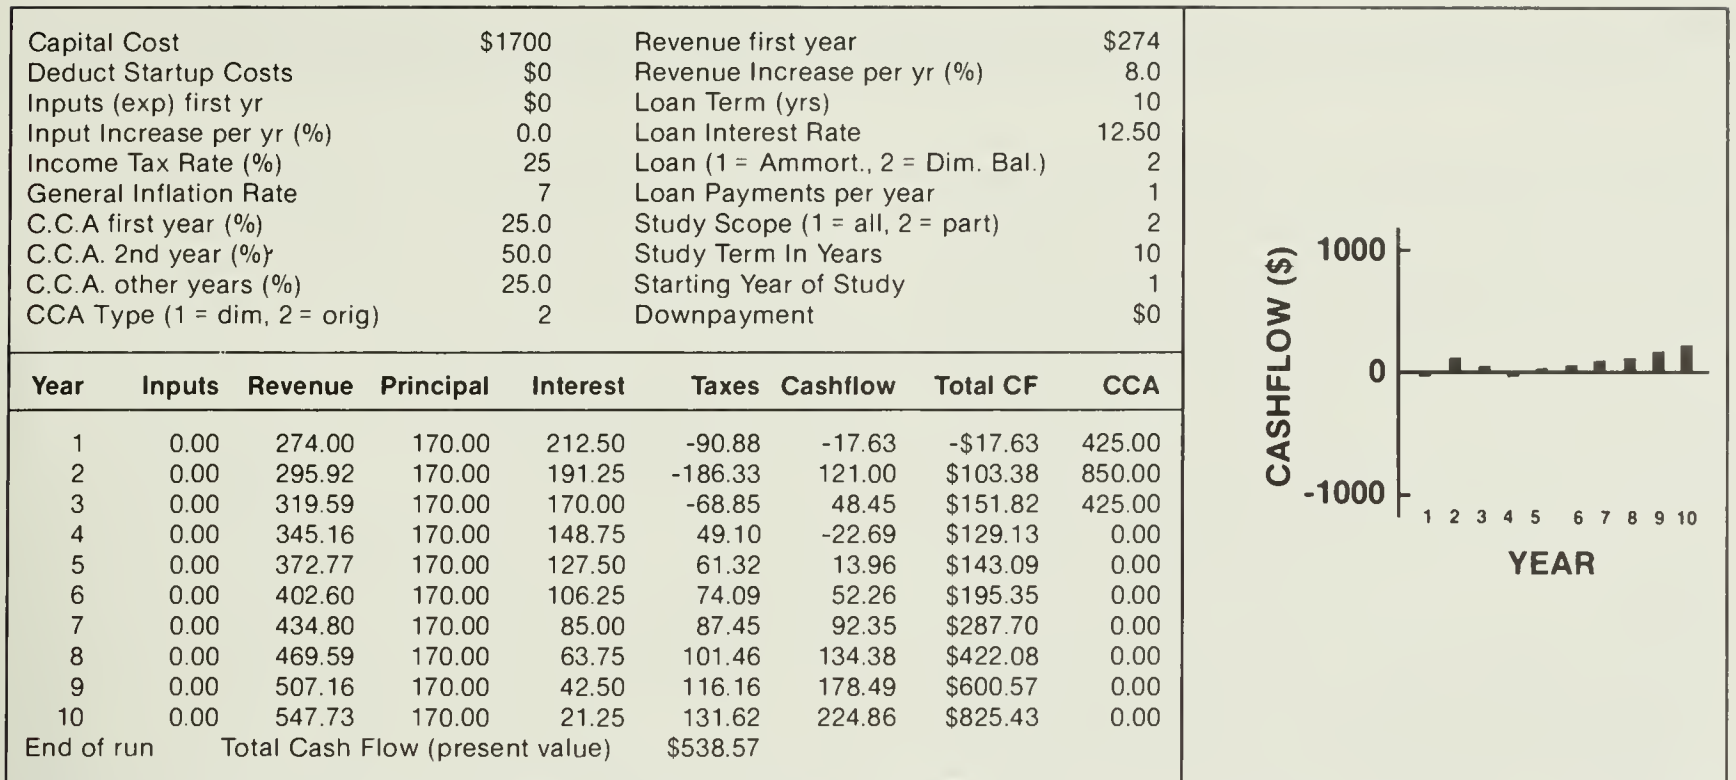 Capital Cost $1700 Revenue first year $274
Deduct Startup Costs $0 Revenue Increase per yr (%) 8.0
Inputs (exp) first yr $0 Loan Term (yrs) 10
Input Increase per yr (%) 0.0 Loan Interest Rate 12.50
Income Tax Rate (%) 25 Loan (1 = Ammort., 2 = Dim. Bal.) 2
General Inflation Rate 7 Loan Payments per year 1
C.C.A first year (%) 25.0 Study Scope (1 = all, 2 = part) 2
C.C.A. 2nd year (%) 50.0 Study Term In Years 10
C.C.A. other years (%) 25.0 Starting Year of Study 1
CCA Type (1 = dim, 2 = orig) 2 Downpayment $0
Year Inputs Revenue Principal Interest Taxes Cashflow Total CF CCA
1 0.00 274.00 170.00 212.50 -90.88 -17.63 -$17.63 425.00
2 0.00 295.92 170.00 191.25 -186.33 121.00 $103.38 850.00
3 0.00 319.59 170.00 170.00 -68.85 48.45 $151.82 425.00
4 0.00 345.16 170.00 148.75 49.10 -22.69 $129.13 0.00
5 0.00 372.77 170.00 127.50 61.32 13.96 $143.09 0.00
6 0.00 402.60 170.00 106.25 74.09 52.26 $195.35 0.00
7 0.00 434.80 170.00 85.00 87.45 92.35 $287.70 0.00
8 0.00 469.59 170.00 63.75 101.46 134.38 $422.08 0.00
9 0.00 507.16 170.00 42.50 116.16 178.49 $600.57 0.00
10 0.00 547.73 170.00 21.25 131.62 224.86 $825.43 0.00
End of run Total Cash Flow (present value) $538.57
CASHFLOW ($)
1000
0
-1000
1 2 3 4 5 6 7 8 9 10
YEAR